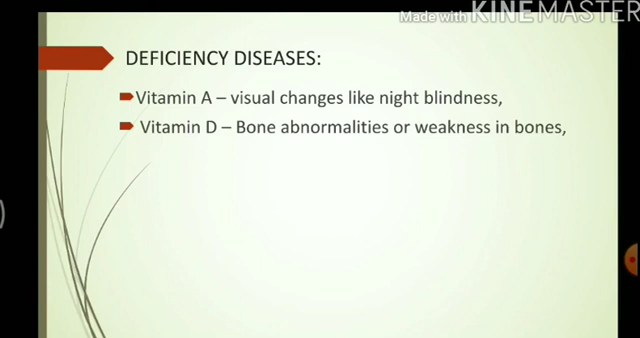 Made with KINEMASTER
DEFICIENCY DISEASES:
Vitamin A – visual changes like night blindness,
Vitamin D – Bone abnormalities or weakness in bones,